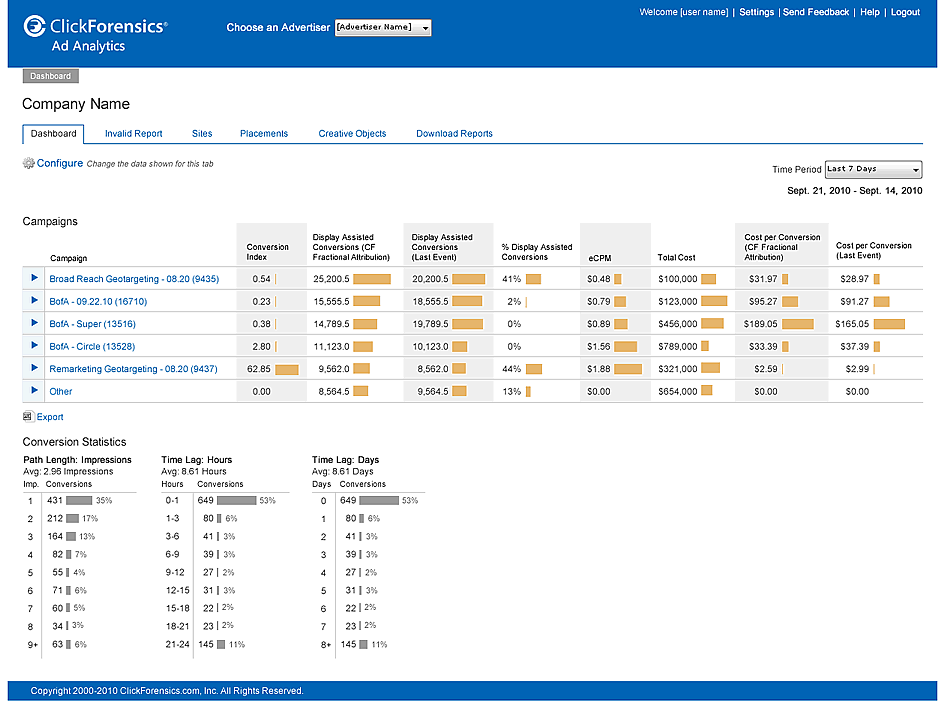 Welcome [user name] | Settings | Send Feedback | Help | Logout
ClickForensics®
Ad Analytics
Choose an Advertiser [Advertiser Name]
Dashboard
Company Name
Dashboard Invalid Report Sites Placements Creative Objects Download Reports
Configure Change the data shown for this tab
Time Period Last 7 Days
Sept. 21, 2010 - Sept. 14, 2010
Campaigns
Campaign
Conversion
Index
Display Assisted
Conversions (CF
Fractional Attribution)
Display Assisted
Conversions
(Last Event)
% Display Assisted
Conversions
eCPM
Total Cost
Cost per Conversion
(CF Fractional
Attribution)
Cost per Conversion
(Last Event)
Broad Reach Geotargeting - 08.20 (9435) 0.54 25,200.5 20,200.5 41% $0.48 $100,000 $31.97 $28.97
BofA - 09.22.10 (16710) 0.23 15,555.5 18,555.5 2% $0.79 $123,000 $95.27 $91.27
BofA - Super (13516) 0.38 14,789.5 19,789.5 0% $0.89 $456,000 $189.05 $165.05
BofA - Circle (13528) 2.80 11,123.0 10,123.0 0% $1.56 $789,000 $33.39 $37.39
Remarketing Geotargeting - 08.20 (9437) 62.85 9,562.0 8,562.0 44% $1.88 $321,000 $2.59 $2.99
Other 0.00 8,564.5 9,564.5 13% $0.00 $654,000 $0.00 $0.00
Export
Conversion Statistics
Path Length: Impressions
Avg: 2.96 Impressions
Imp. Conversions
1 431 35%
2 212 17%
3 164 13%
4 82 7%
5 55 4%
6 71 6%
7 60 5%
8 34 3%
9+ 63 6%
Time Lag: Hours
Avg: 8.61 Hours
Hours Conversions
0-1 649 53%
1-3 80 6%
3-6 41 3%
6-9 39 3%
9-12 27 2%
12-15 31 3%
15-18 22 2%
18-21 23 2%
21-24 145 11%
Time Lag: Days
Avg: 8.61 Days
Days Conversions
0 649 53%
1 80 6%
2 41 3%
3 39 3%
4 27 2%
5 31 3%
6 22 2%
7 23 2%
8+ 145 11%
Copyright 2000-2010 ClickForensics.com, Inc. All Rights Reserved.